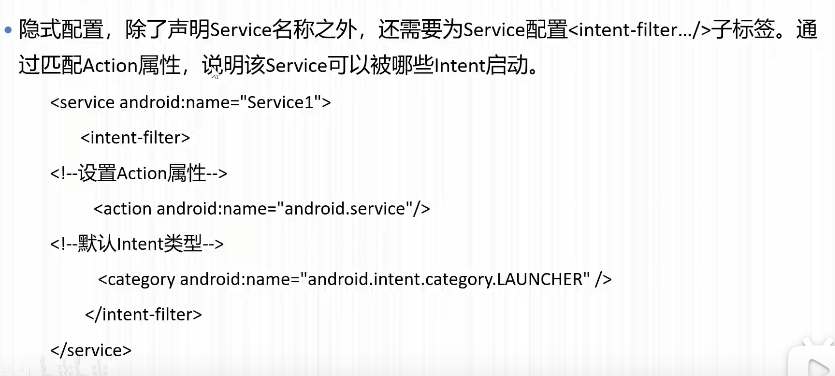 • 隐式配置，除了声明Service名称之外，还需要为Service配置<intent-filter.../>子标签。通
过匹配Action属性，说明该Service可以被哪些Intent启动。
<service android:name="Service1">
<intent-filter>
<!--设置Action属性-->
<action android:name="android.service"/>
<!--默认Intent类型-->
<category android:name="android.intent.category.LAUNCHER" />
</intent-filter>
</service>